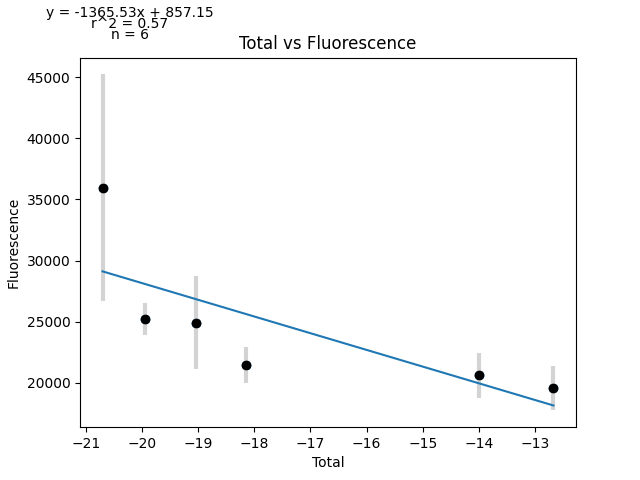 y = -1365.53x + 857.15
r^2 = 0.57
n = 6
Total vs Fluorescence
45000
40000
35000
30000
25000
20000
Fluorescence
−21 −20 −19 −18 −17 −16 −15 −14 −13
Total